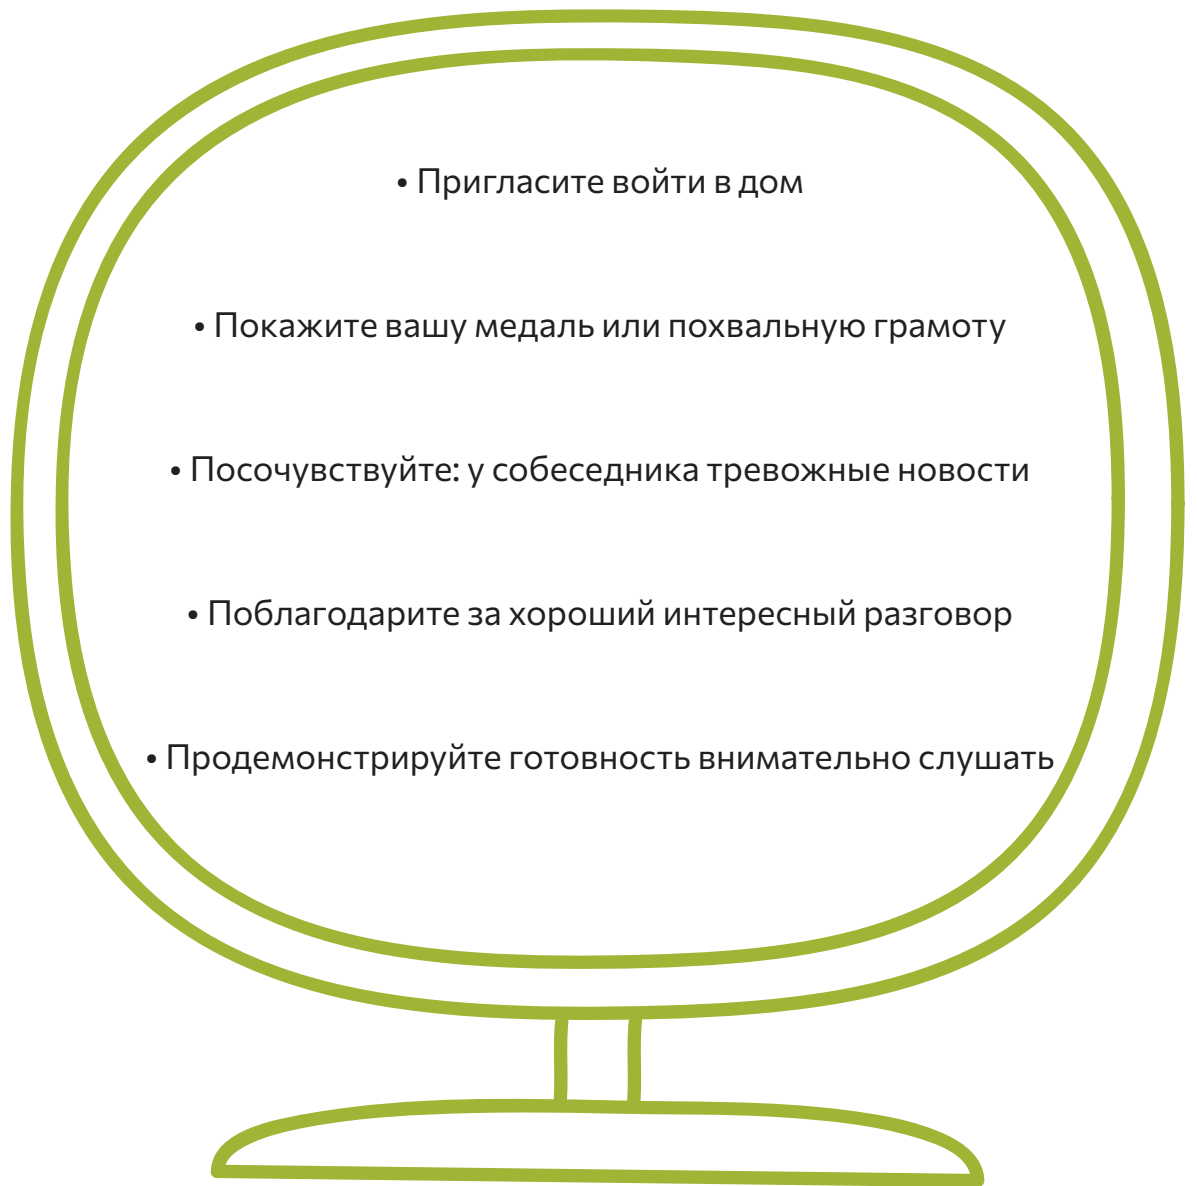 • Пригласите войти в дом
• Покажите вашу медаль или похвальную грамоту
• Посочувствуйте: у собеседника тревожные новости
• Поблагодарите за хороший интересный разговор
• Продемонстрируйте готовность внимательно слушать